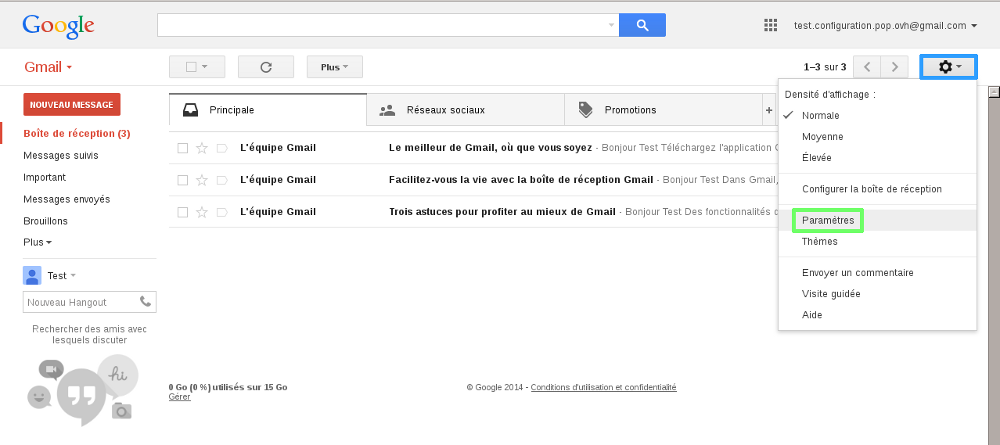 Google
test.configuration.pop.ovh@gmail.com
Gmail
Plus
1–3 sur 3
NOUVEAU MESSAGE
Boîte de réception (3)
Messages suivis
Important
Messages envoyés
Brouillons
Plus
Test
Nouveau Hangout
Rechercher des amis avec
lesquels discuter
hi
Principale
Réseaux sociaux
Promotions
+
L'équipe Gmail Le meilleur de Gmail, où que vous soyez - Bonjour Test Téléchargez l'application
L'équipe Gmail Facilitez-vous la vie avec la boîte de réception Gmail - Bonjour Test Dans Gmail,
L'équipe Gmail Trois astuces pour profiter au mieux de Gmail - Bonjour Test Des fonctionnalités
Densité d'affichage :
Normale
Moyenne
Élevée
Configurer la boîte de réception
Paramètres
Thèmes
Envoyer un commentaire
Visite guidée
Aide
0 Go (0 %) utilisés sur 15 Go
Gérer
© Google 2014 - Conditions d'utilisation et confidentialité